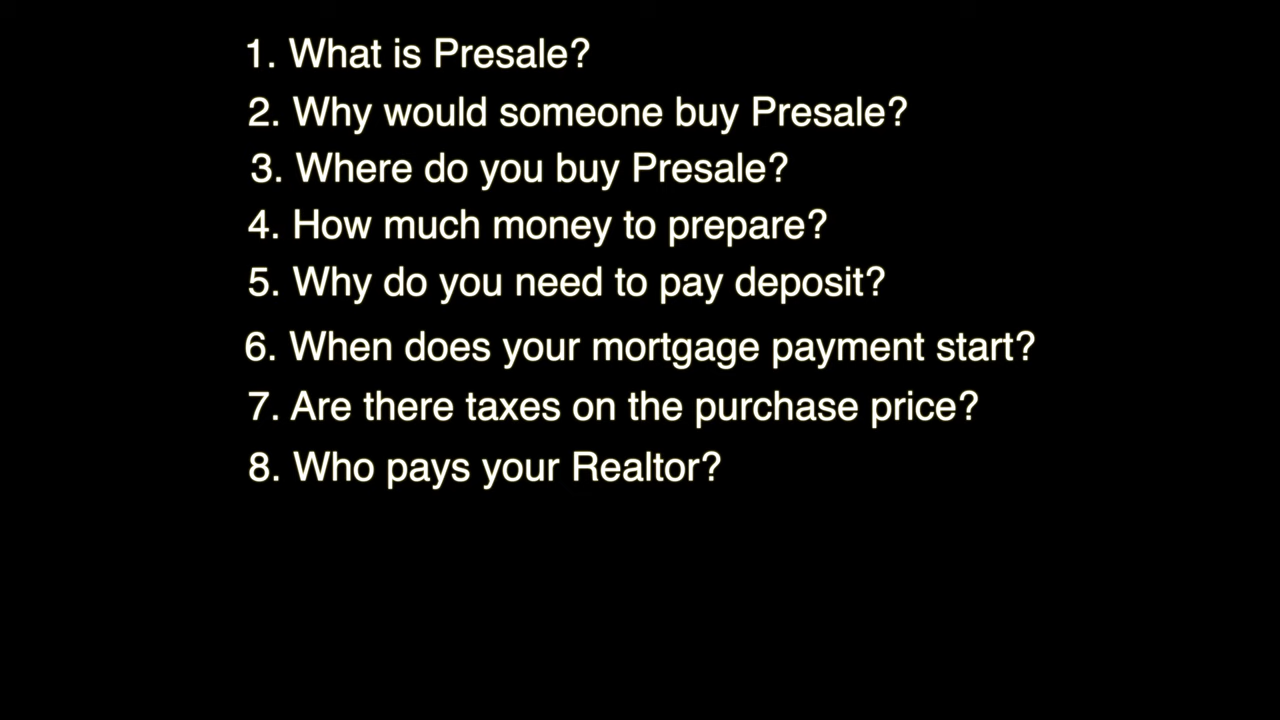 1. What is Presale?
2. Why would someone buy Presale?
3. Where do you buy Presale?
4. How much money to prepare?
5. Why do you need to pay deposit?
6. When does your mortgage payment start?
7. Are there taxes on the purchase price?
8. Who pays your Realtor?